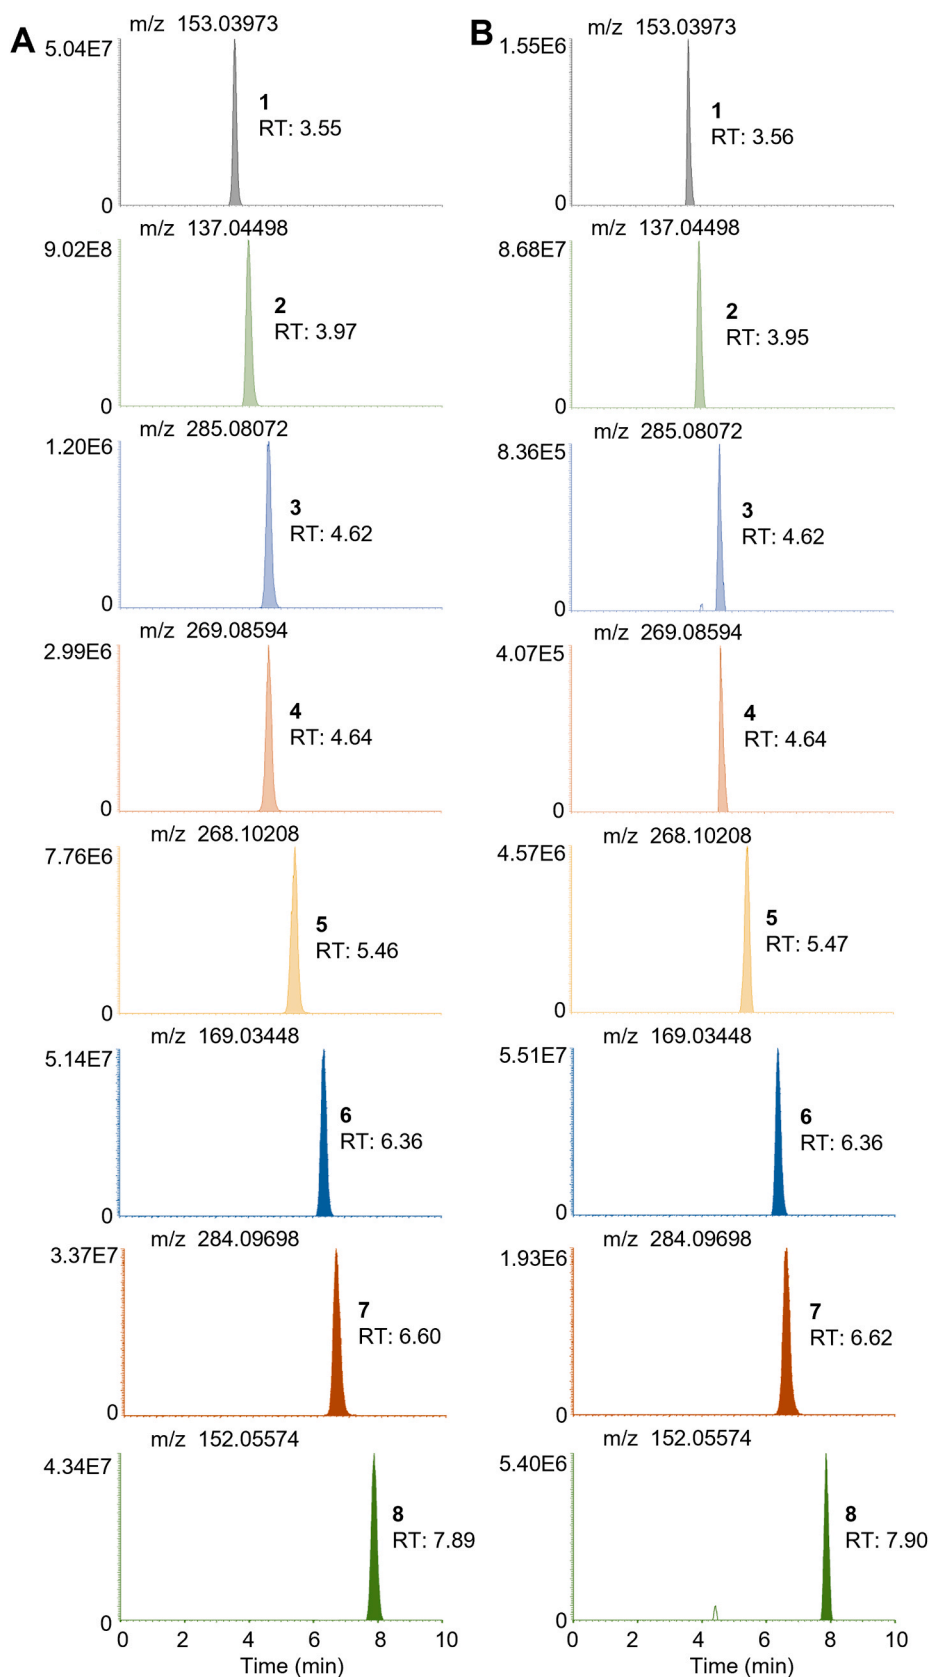 A
m/z 153.03973
5.04E7
1
RT: 3.55
0
m/z 137.04498
9.02E8
2
RT: 3.97
0
m/z 285.08072
1.20E6
3
RT: 4.62
0
m/z 269.08594
2.99E6
4
RT: 4.64
0
m/z 268.10208
7.76E6
5
RT: 5.46
0
m/z 169.03448
5.14E7
6
RT: 6.36
0
m/z 284.09698
3.37E7
7
RT: 6.60
0
m/z 152.05574
4.34E7
8
RT: 7.89
0
0 2 4 6 8 10
Time (min)
B
m/z 153.03973
1.55E6
1
RT: 3.56
0
m/z 137.04498
8.68E7
2
RT: 3.95
0
m/z 285.08072
8.36E5
3
RT: 4.62
0
m/z 269.08594
4.07E5
4
RT: 4.64
0
m/z 268.10208
4.57E6
5
RT: 5.47
0
m/z 169.03448
5.51E7
6
RT: 6.36
0
m/z 284.09698
1.93E6
7
RT: 6.62
0
m/z 152.05574
5.40E6
8
RT: 7.90
0
0 2 4 6 8 10
Time (min)